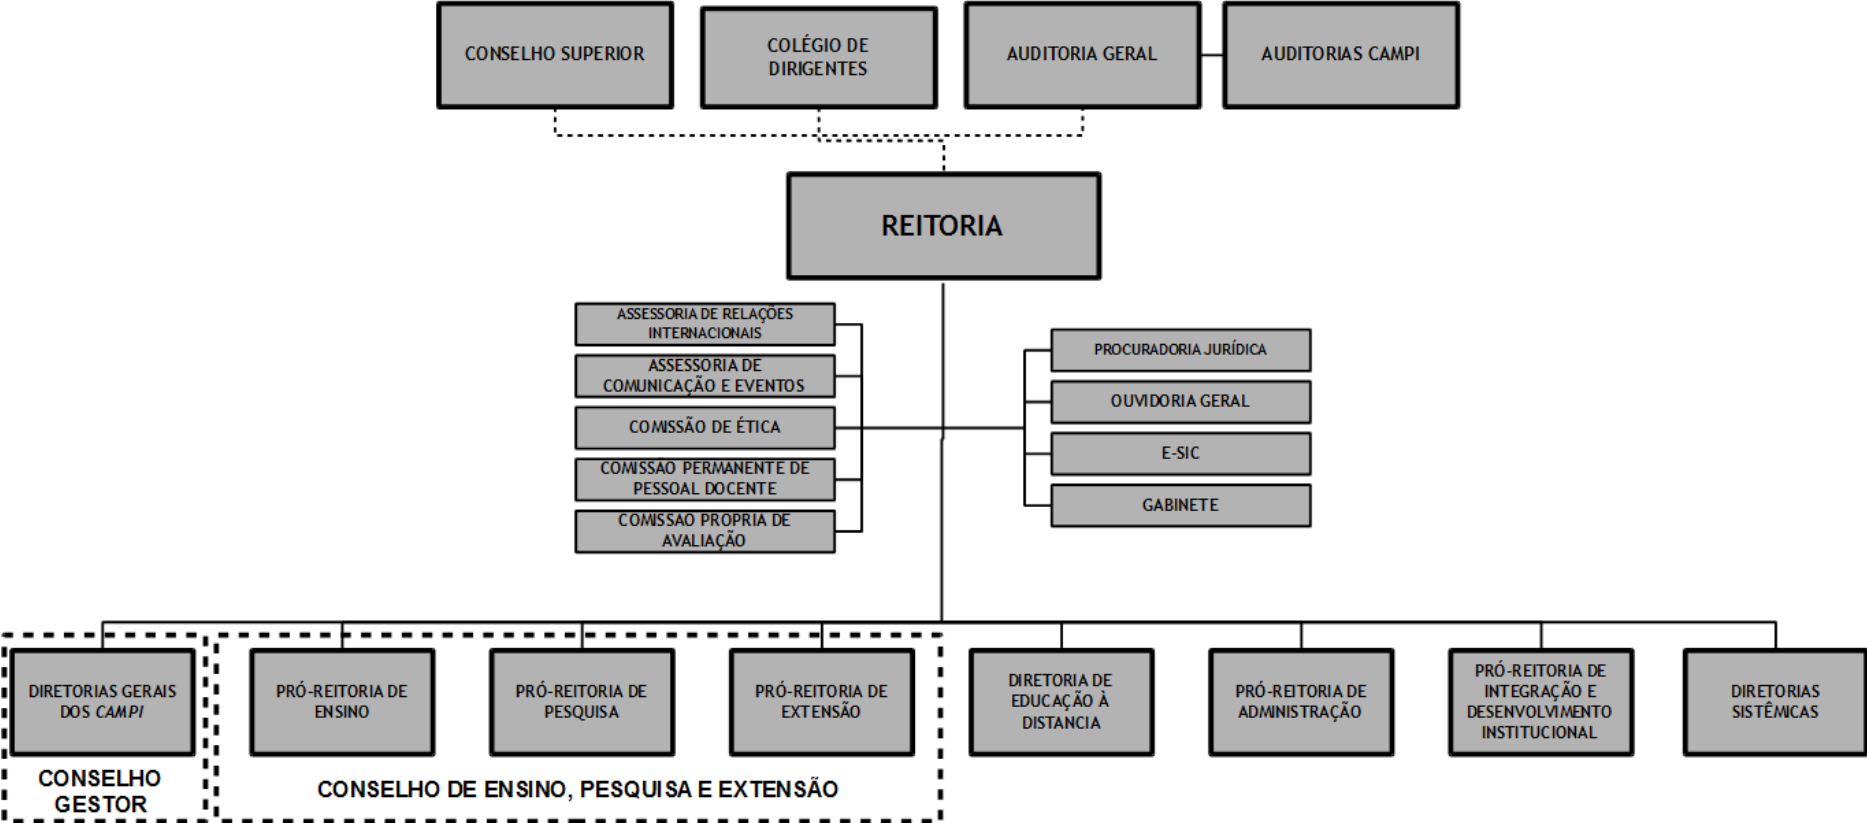 CONSELHO SUPERIOR
COLÉGIO DE
DIRIGENTES
AUDITORIA GERAL
AUDITORIAS CAMPI
REITORIA
ASSESSORIA DE RELAÇÕES
INTERNACIONAIS
ASSESSORIA DE
COMUNICAÇÃO E EVENTOS
COMISSÃO DE ÉTICA
COMISSÃO PERMANENTE DE
PESSOAL DOCENTE
COMISSÃO PRÓPRIA DE
AVALIAÇÃO
PROCURADORIA JURÍDICA
OUVIDORIA GERAL
E-SIC
GABINETE
DIRETORIAS GERAIS
DOS CAMPI
PRÓ-REITORIA DE
ENSINO
PRÓ-REITORIA DE
PESQUISA
PRÓ-REITORIA DE
EXTENSÃO
DIRETORIA DE
EDUCAÇÃO À
DISTANCIA
PRÓ-REITORIA DE
ADMINISTRAÇÃO
PRÓ-REITORIA DE
INTEGRAÇÃO E
DESENVOLVIMENTO
INSTITUCIONAL
DIRETORIAS
SISTÊMICAS
CONSELHO
GESTOR
CONSELHO DE ENSINO, PESQUISA E EXTENSÃO